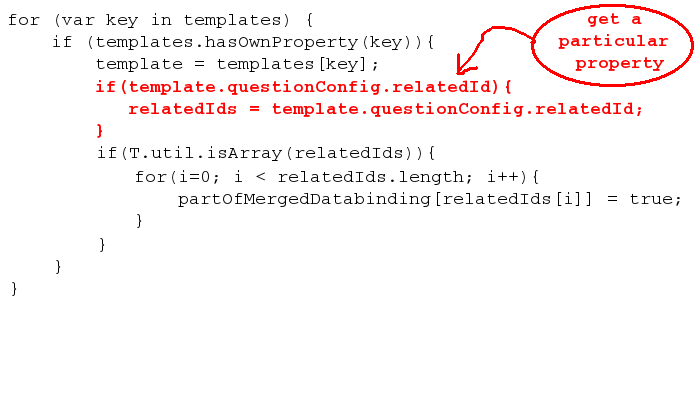 for (var key in templates) {
if (templates.hasOwnProperty(key)){
template = templates[key];
if(template.questionConfig.relatedId){
relatedIds = template.questionConfig.relatedId;
}
if(T.util.isArray(relatedIds)){
for(i=0; i < relatedIds.length; i++){
partOfMergedDatabinding[relatedIds[i]] = true;
}
}
}
}
get a
particular
property